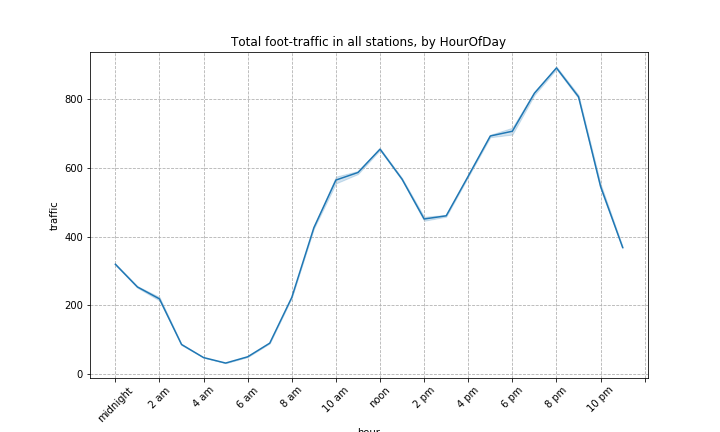 Total foot-traffic in all stations, by HourOfDay
traffic
800
600
400
200
0
midnight
2 am
4 am
6 am
8 am
10 am
noon
2 pm
4 pm
6 pm
8 pm
10 pm
hour